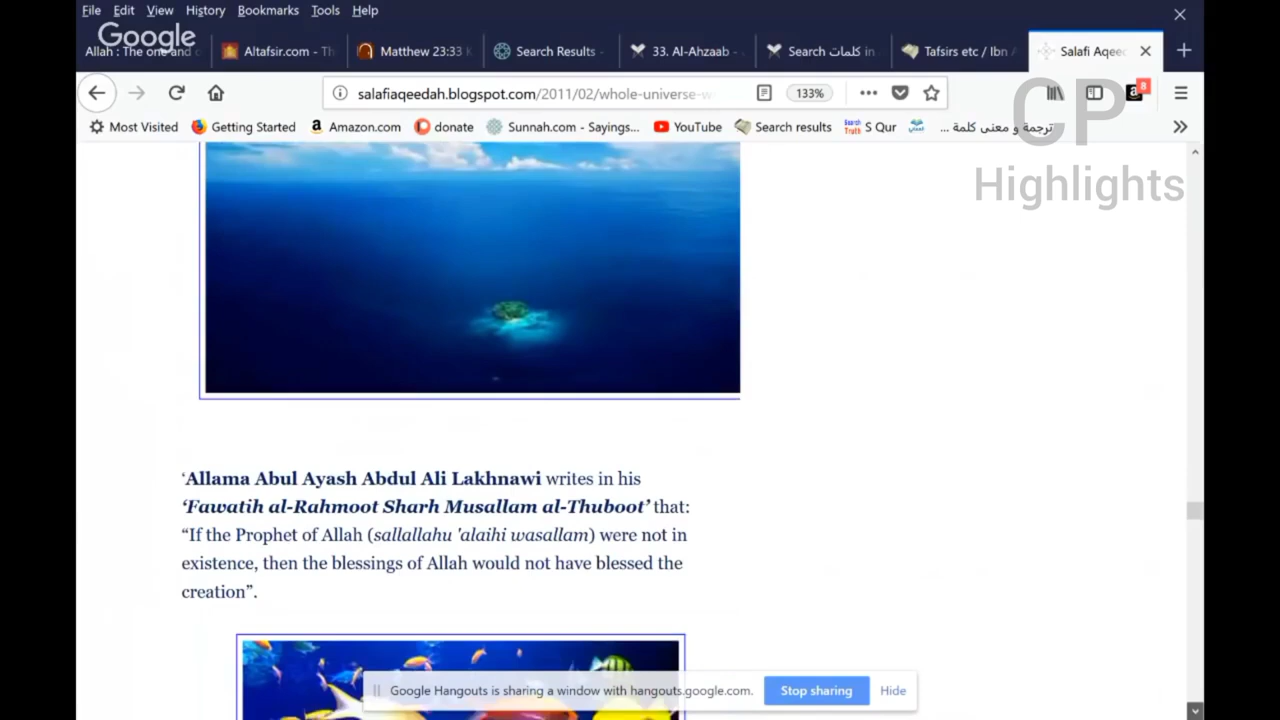 File Edit View History Bookmarks Tools Help
Google
Allah : The one and o
Altafsir.com - Th
Matthew 23:33
Search Results -
33. Al-Ahzaab -
Search كلمات in
Tafsirs etc / Ibn
Salafi Aqee
salafiaqeedah.blogspot.com/2011/02/whole-universe-w
133%
8
Most Visited Getting Started Amazon.com donate Sunnah.com - Sayings... YouTube Search results S Qur ترجمة و معنى كلمة ...
CP
Highlights
‘Allama Abul Ayash Abdul Ali Lakhnawi writes in his
‘Fawatih al-Rahmoot Sharh Musallam al-Thuboot’ that:
“If the Prophet of Allah (sallallahu 'alaihi wasallam) were not in
existence, then the blessings of Allah would not have blessed the
creation”.
Google Hangouts is sharing a window with hangouts.google.com. Stop sharing Hide